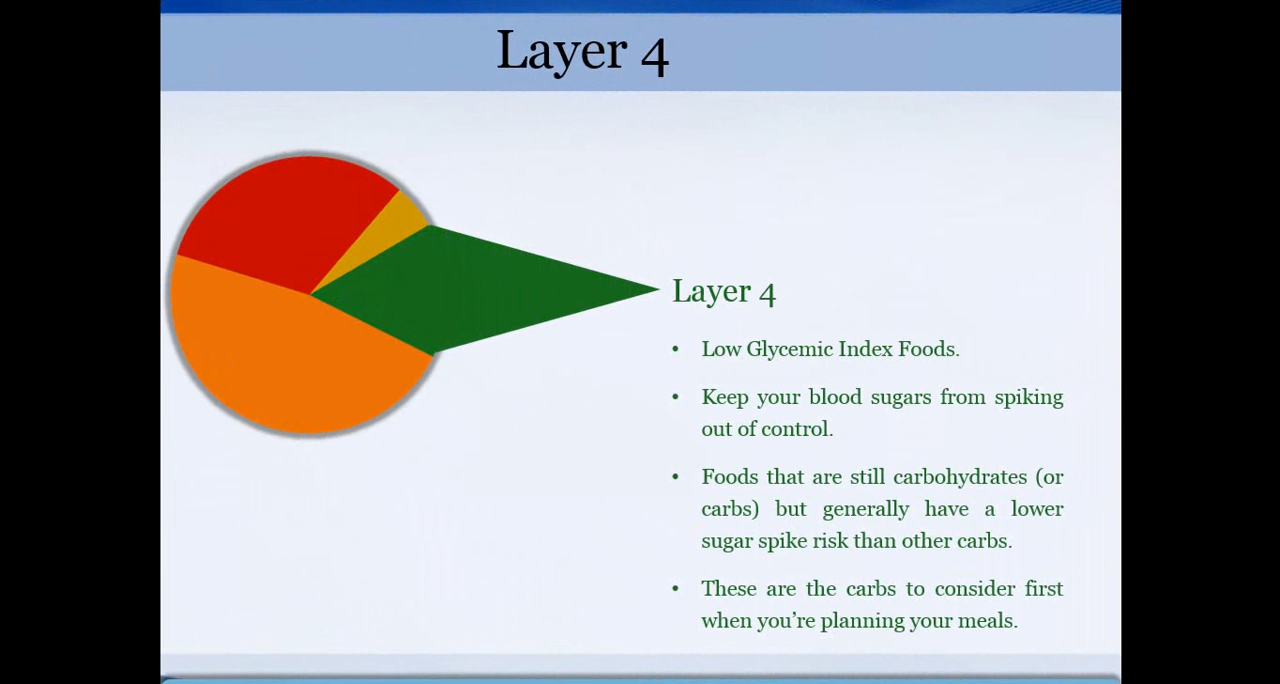 Layer 4
Layer 4
• Low Glycemic Index Foods.
• Keep your blood sugars from spiking
out of control.
• Foods that are still carbohydrates (or
carbs) but generally have a lower
sugar spike risk than other carbs.
• These are the carbs to consider first
when you’re planning your meals.